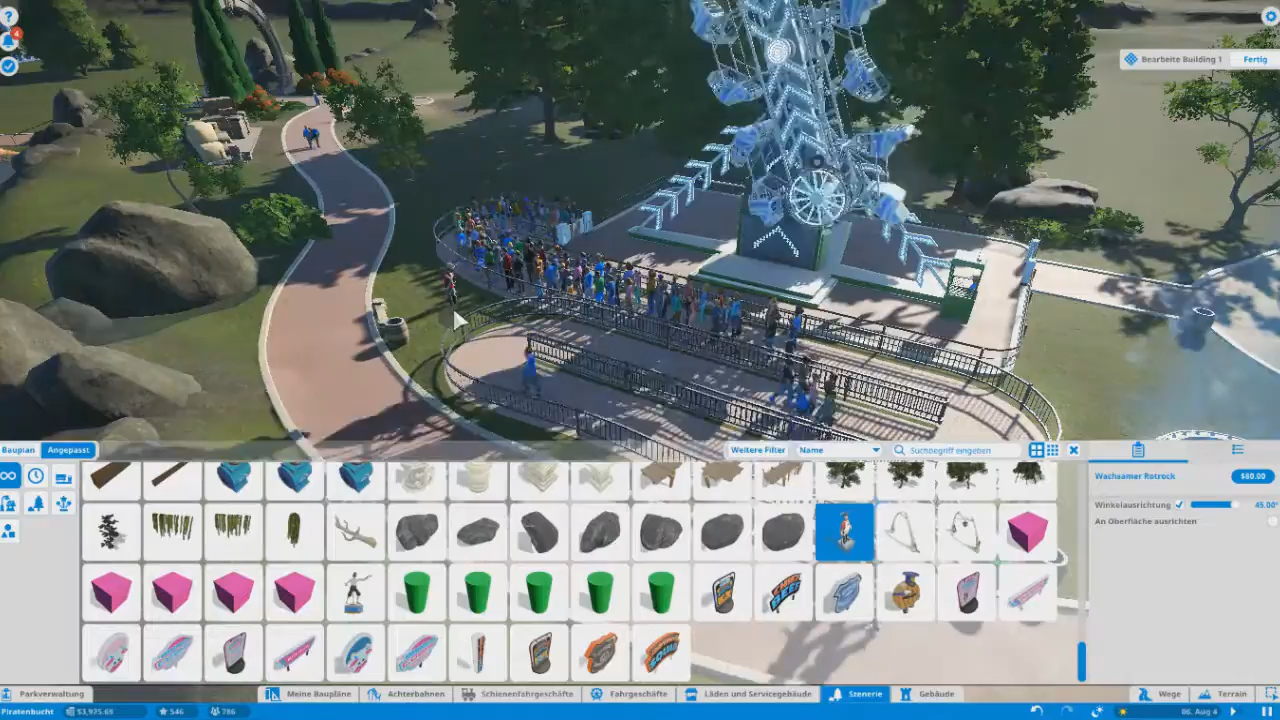 ?
4
Bearbeite Building 1 Fertig
Bauplan Angepasst Weitere Filter Name Suchbegriff eingeben
Wachsamer Rotrock $80.00
Winkelausrichtung 45.00°
An Oberfläche ausrichten
Parkverwaltung Meine Baupläne Achterbahnen Schienenfahrgeschäfte Fahrgeschäfte Läden und Servicegebäude Szenerie Gebäude Wege Terrain
Piratenbucht $3,975.69 546 786 06. Aug 4